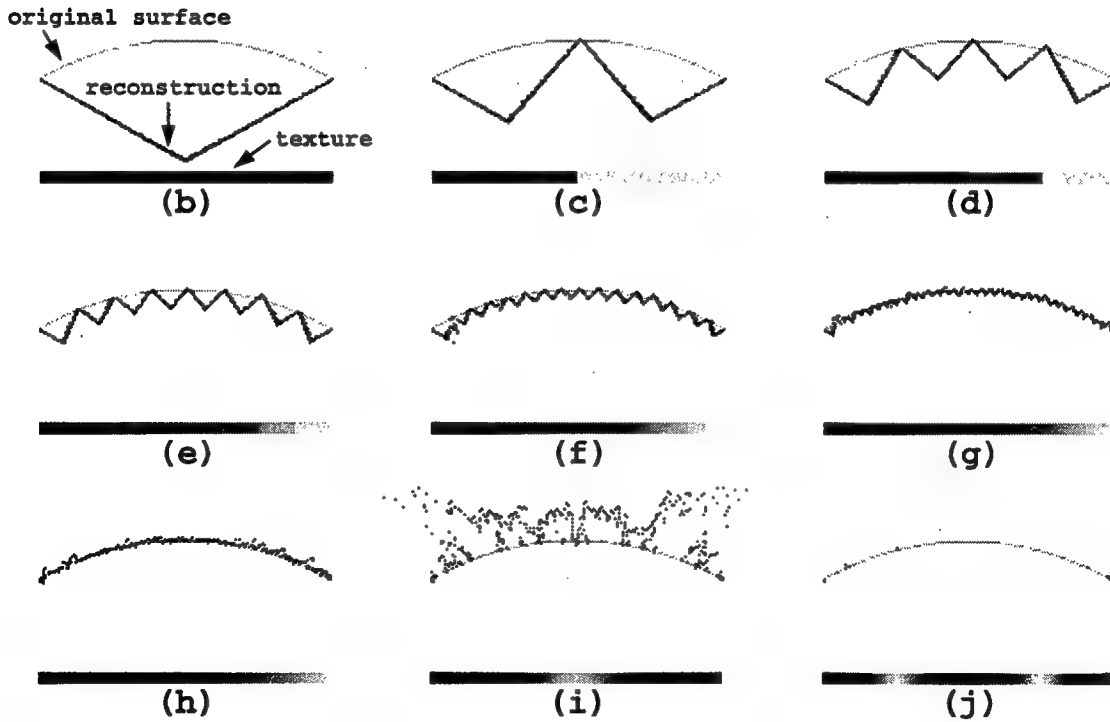 original surface
reconstruction
texture
(b)
(c)
(d)
(e)
(f)
(g)
(h)
(i)
(j)